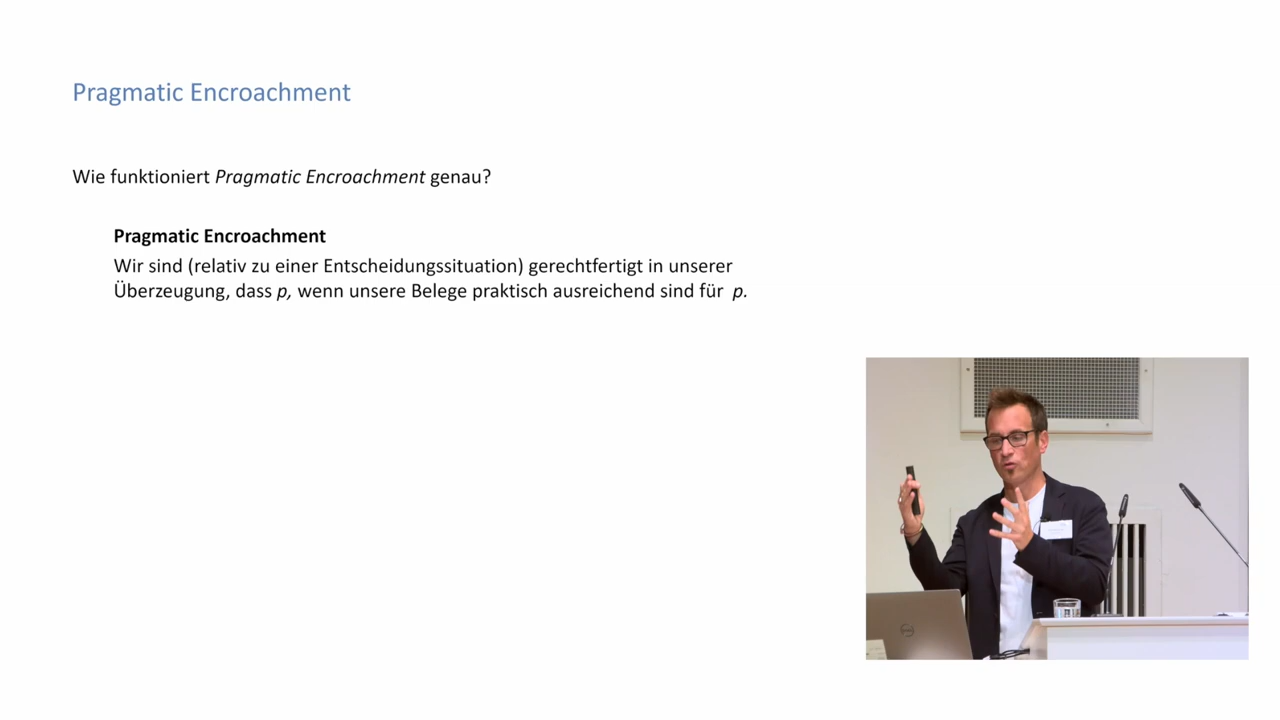 Pragmatic Encroachment
Wie funktioniert Pragmatic Encroachment genau?
Pragmatic Encroachment
Wir sind (relativ zu einer Entscheidungssituation) gerechtfertigt in unserer
Überzeugung, dass p, wenn unsere Belege praktisch ausreichend sind für p.